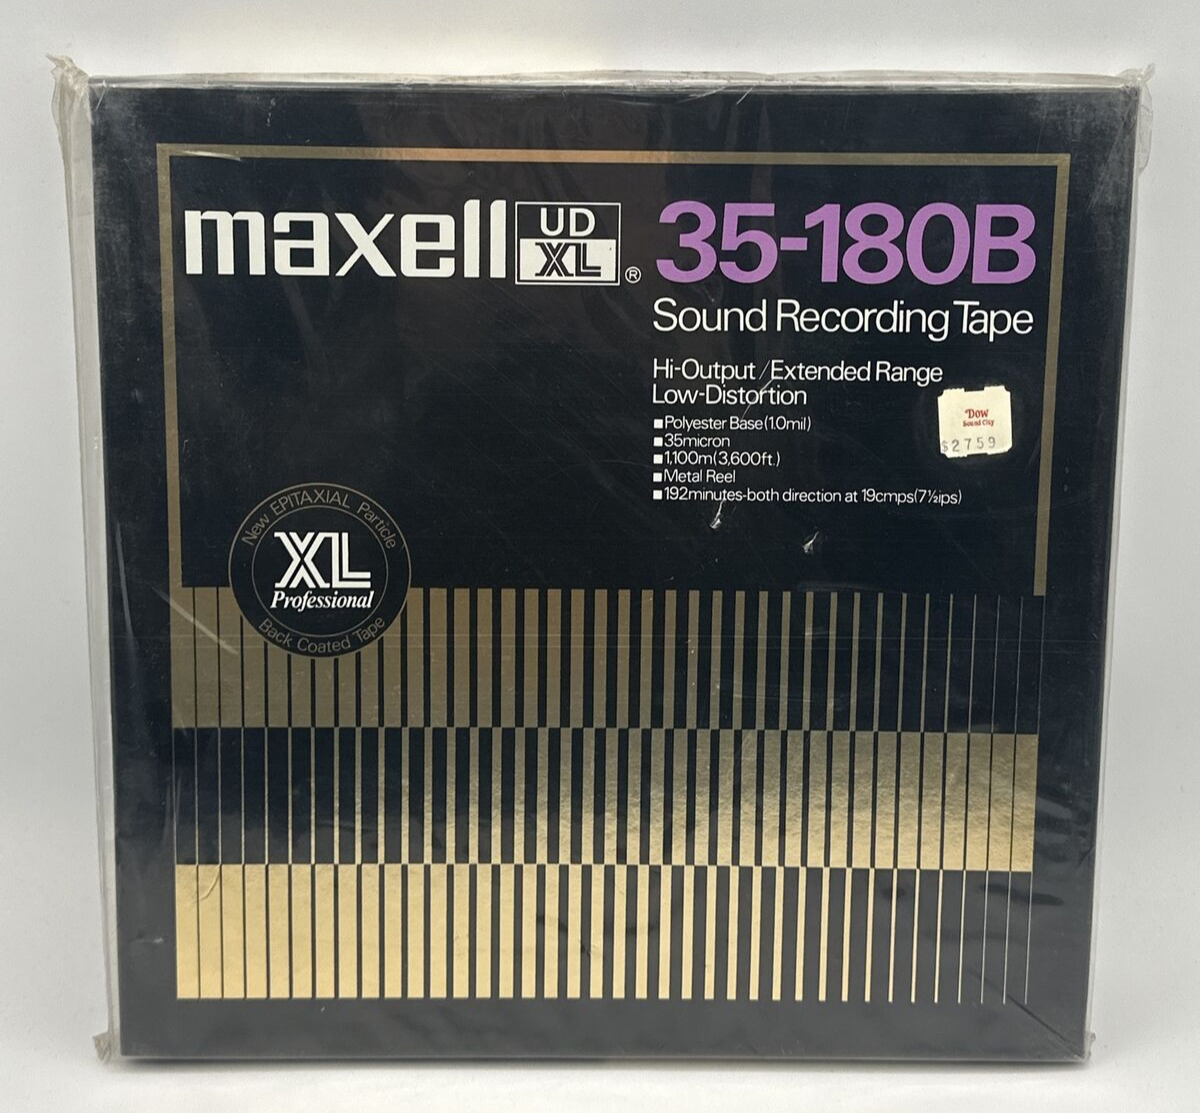 maxell UD XL ® 35-180B
Sound Recording Tape
Hi-Output/Extended Range
Low-Distortion
■Polyester Base(1.0mil)
■35micron
■1,100m(3,600ft.)
■Metal Reel
■192minutes-both direction at 19cmps(7½ips)
Dow
Sound City
$2759
New EPITAXIAL Particle
XL
Professional
Back Coated Tape